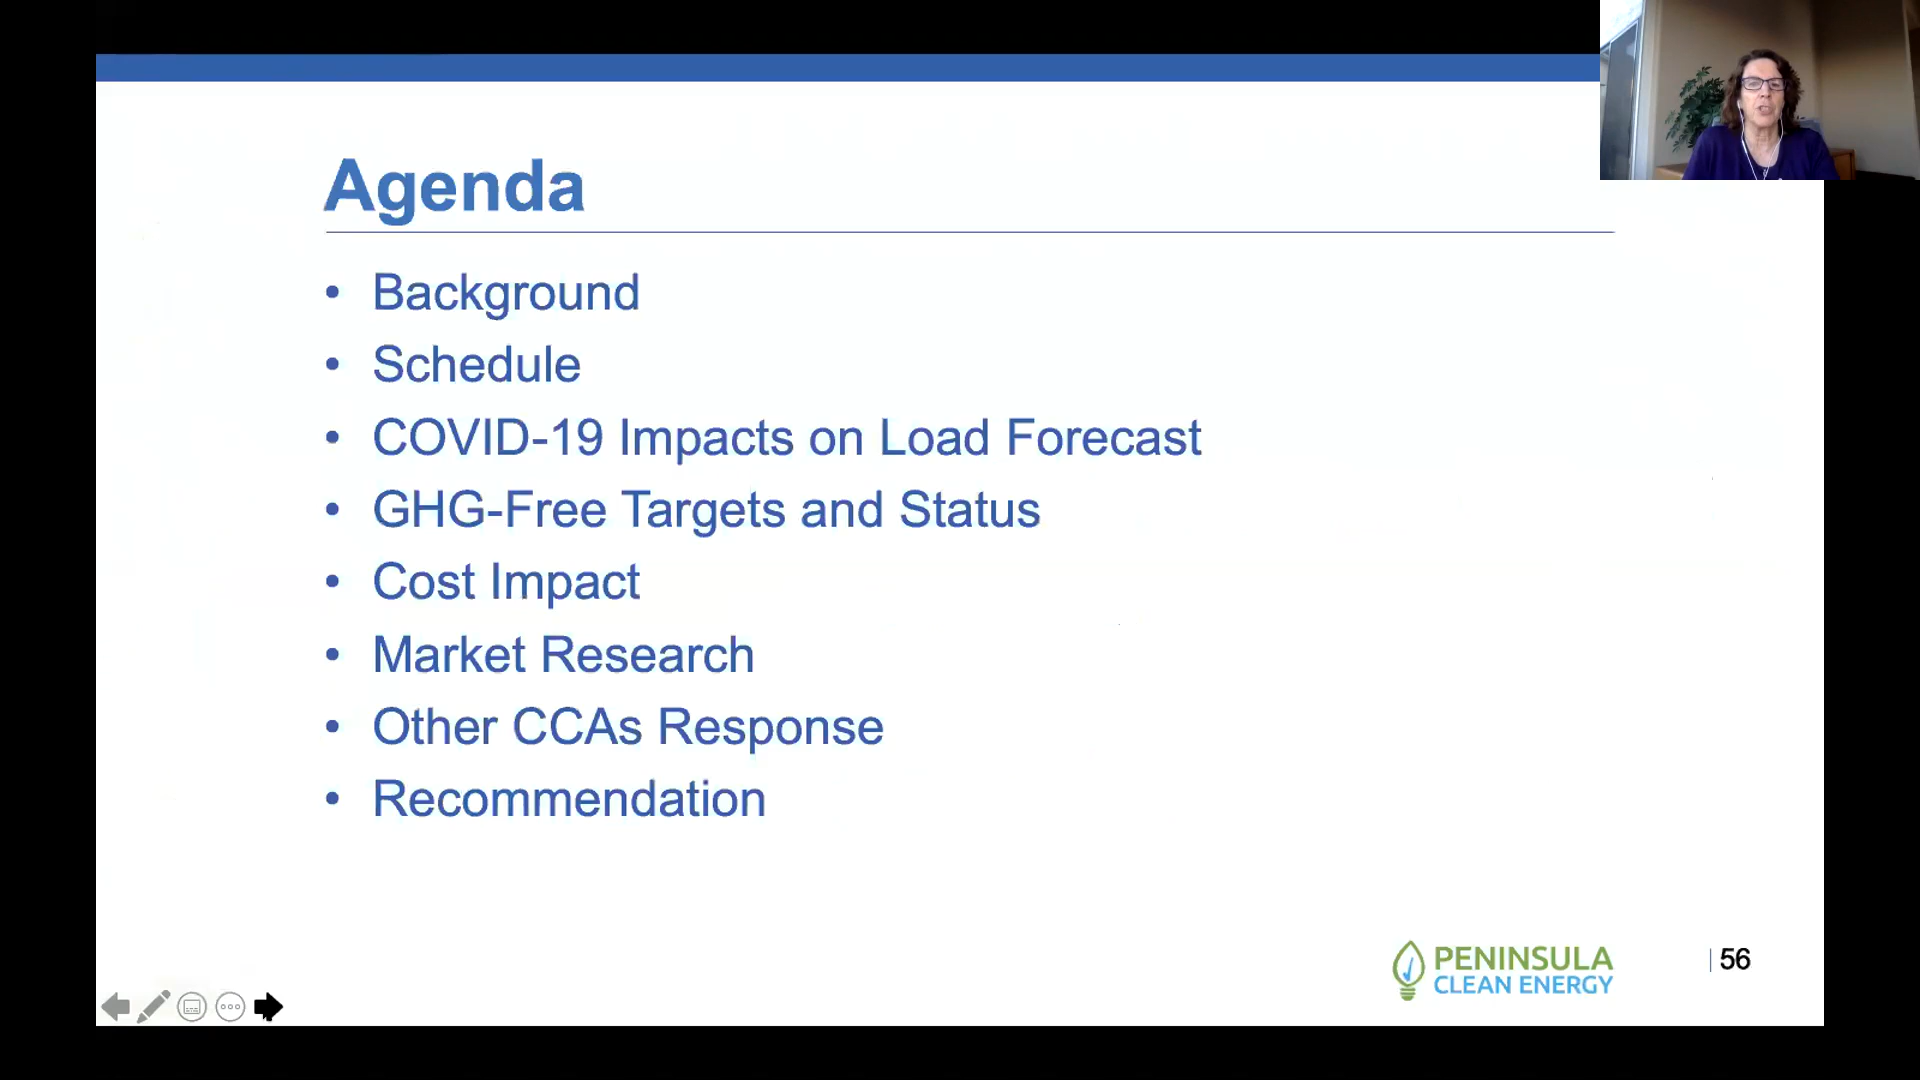 Agenda
• Background
• Schedule
• COVID-19 Impacts on Load Forecast
• GHG-Free Targets and Status
• Cost Impact
• Market Research
• Other CCAs Response
• Recommendation
PENINSULA
CLEAN ENERGY
56